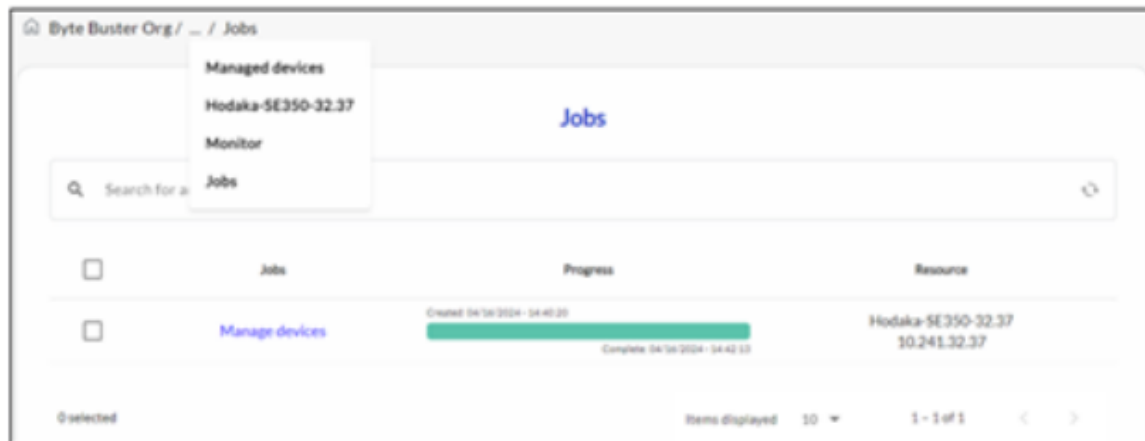 Byte Buster Org / ... / Jobs
Managed devices
Hodaka-SE350-32.37
Monitor
Jobs
Jobs
Search for a
Jobs Progress Resource
Created: 04/16/2024 - 14:40:20
Manage devices
Hodaka-SE350-32.37
10.241.32.37
Complete: 04/16/2024 - 14:42:13
0 selected Items displayed 10 1 - 1 of 1